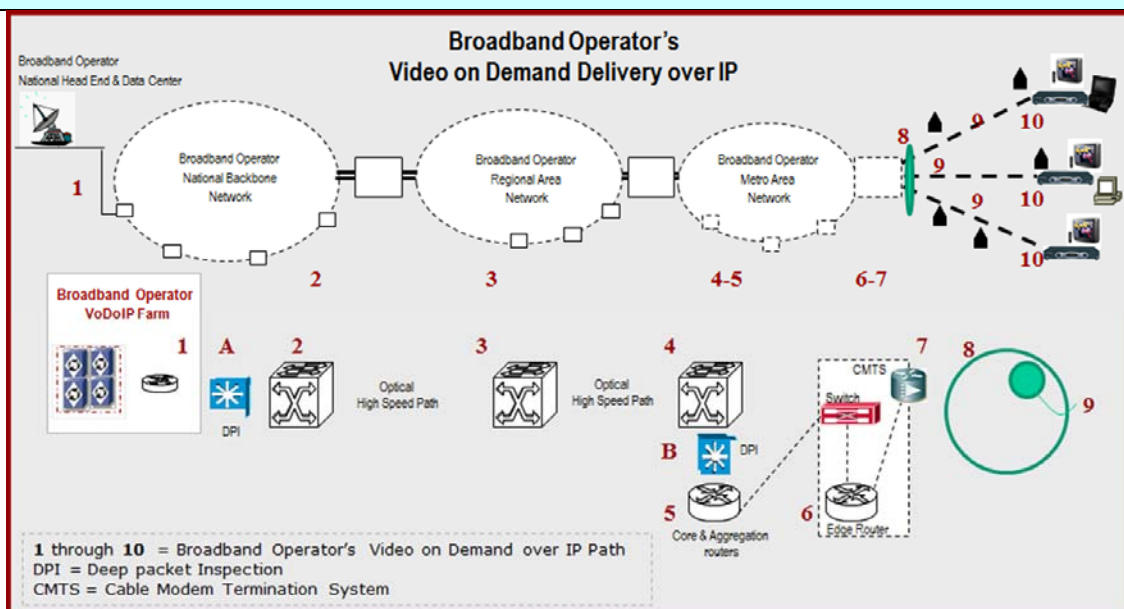 Broadband Operator's
Video on Demand Delivery over IP
Broadband Operator
National Head End & Data Center
Broadband Operator
National Backbone
Network
Broadband Operator
Regional Area
Network
Broadband Operator
Metro Area
Network
1
2
3
4-5
6-7
8
9
10
9
10
9
10
Broadband Operator
VoDoIP Farm
1
A
DPI
2
Optical
High Speed Path
3
Optical
High Speed Path
4
B
DPI
5
Core & Aggregation
routers
Switch
6
Edge Router
7
CMTS
8
9
1 through 10 = Broadband Operator's Video on Demand over IP Path
DPI = Deep packet Inspection
CMTS = Cable Modem Termination System